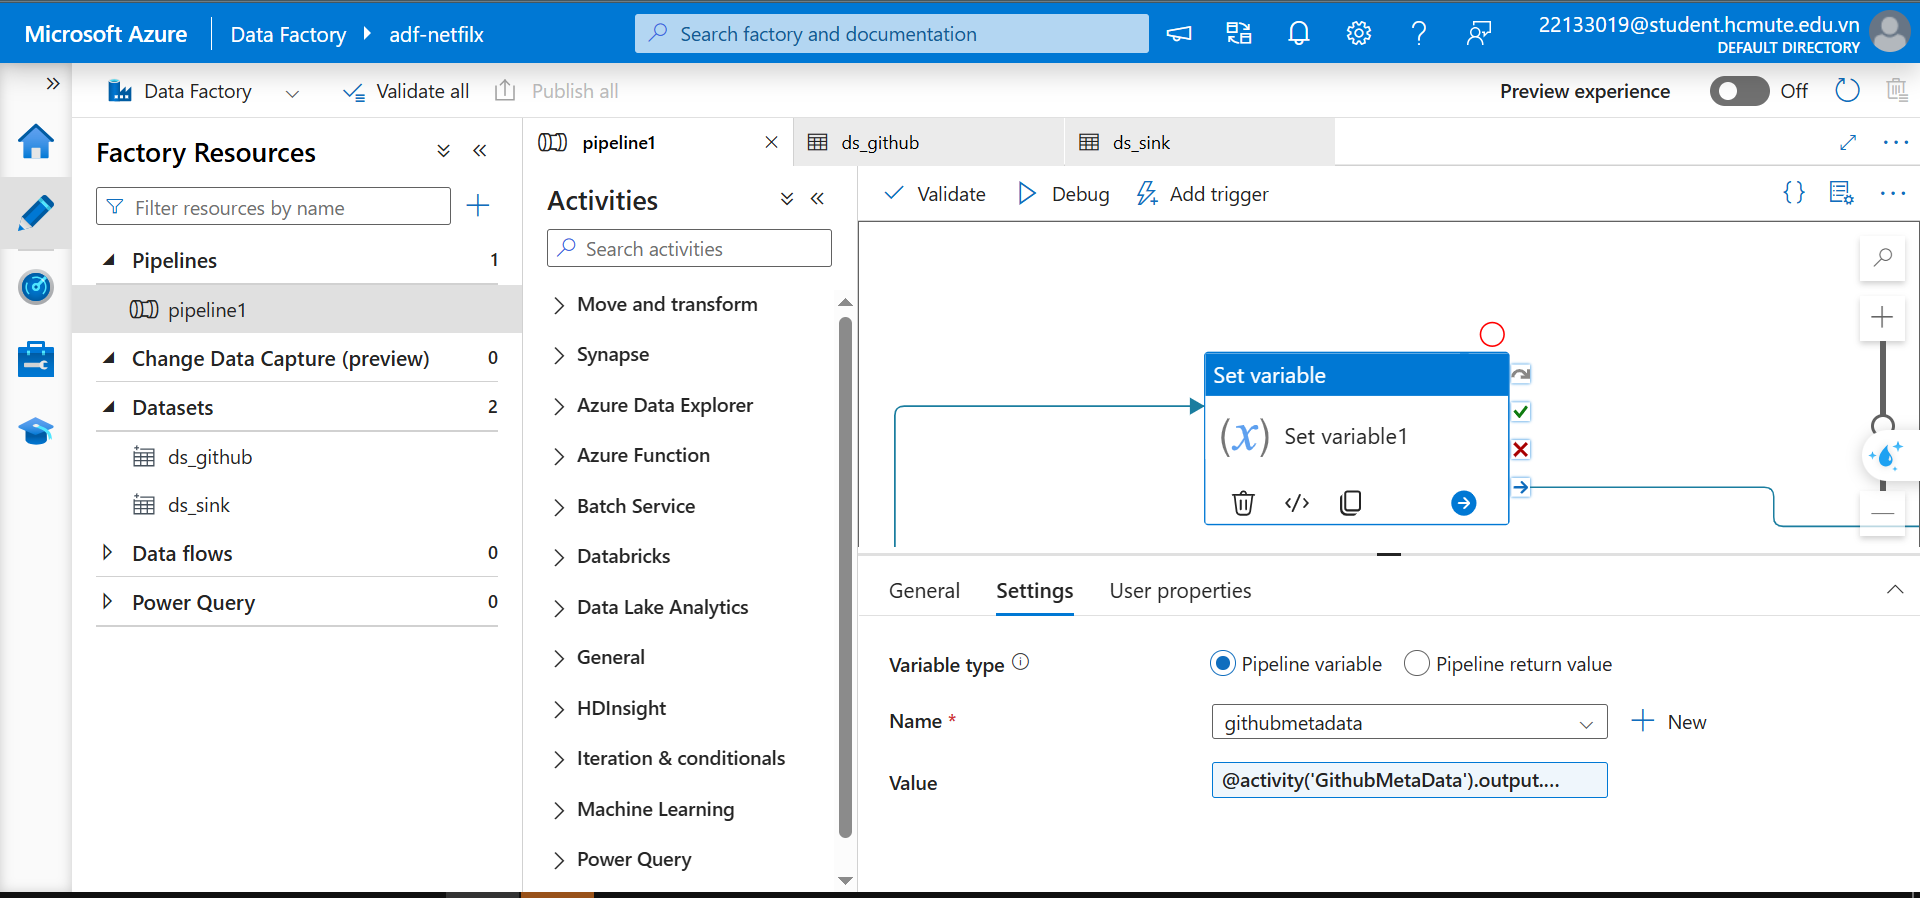 Microsoft Azure
Data Factory
adf-netfilx
Search factory and documentation
22133019@student.hcmute.edu.vn
DEFAULT DIRECTORY
Data Factory
Validate all
Publish all
Preview experience
Off
Factory Resources
Filter resources by name
Pipelines 1
pipeline1
Change Data Capture (preview) 0
Datasets 2
ds_github
ds_sink
Data flows 0
Power Query 0
pipeline1
ds_github
ds_sink
Activities
Search activities
Move and transform
Synapse
Azure Data Explorer
Azure Function
Batch Service
Databricks
Data Lake Analytics
General
HDInsight
Iteration & conditionals
Machine Learning
Power Query
Validate
Debug
Add trigger
Set variable
(x) Set variable1
General
Settings
User properties
Variable type
Pipeline variable
Pipeline return value
Name *
githubmetadata
New
Value
@activity('GithubMetaData').output....